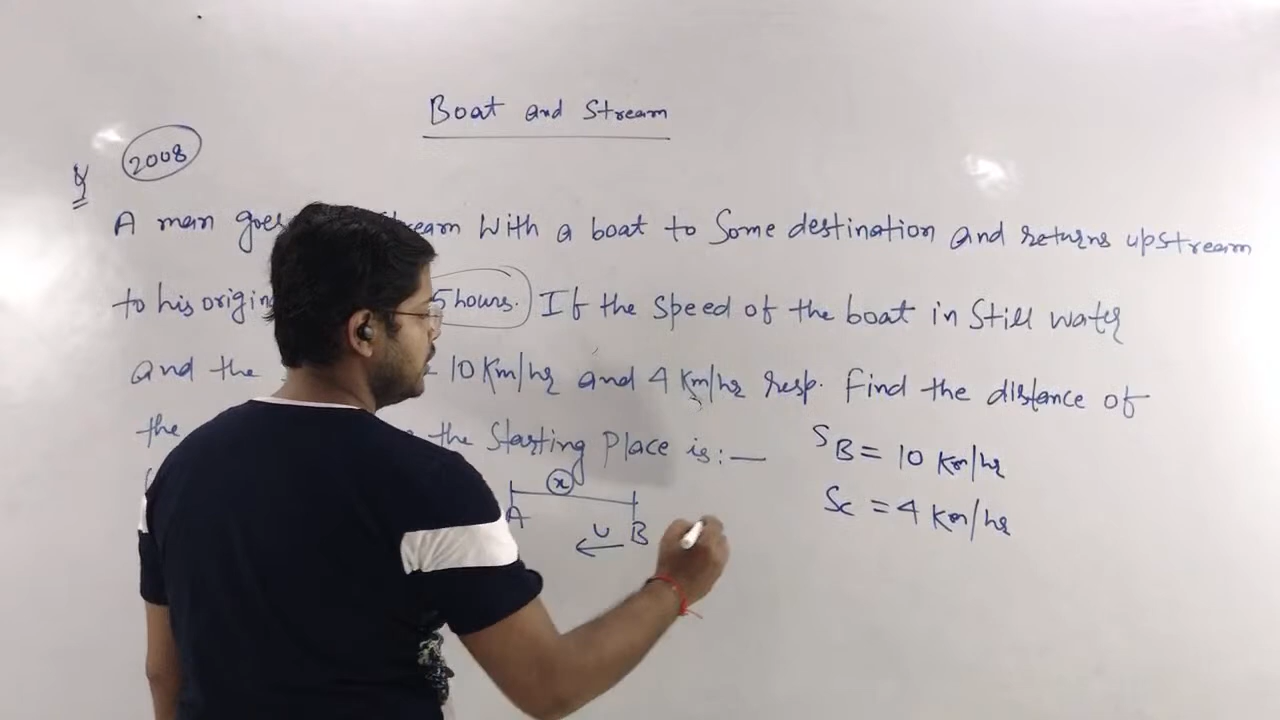 Boat and Stream
2008
Q
A man goes With a boat to Some destination and returns upstream
to his 5 hours. If the Speed of the boat in Still water
and the 10 Km/hr and 4 Km/hr resp. Find the distance of
the the Starting Place is:—
SB = 10 Km/hr
x
Sc = 4 Km/hr
A
U B